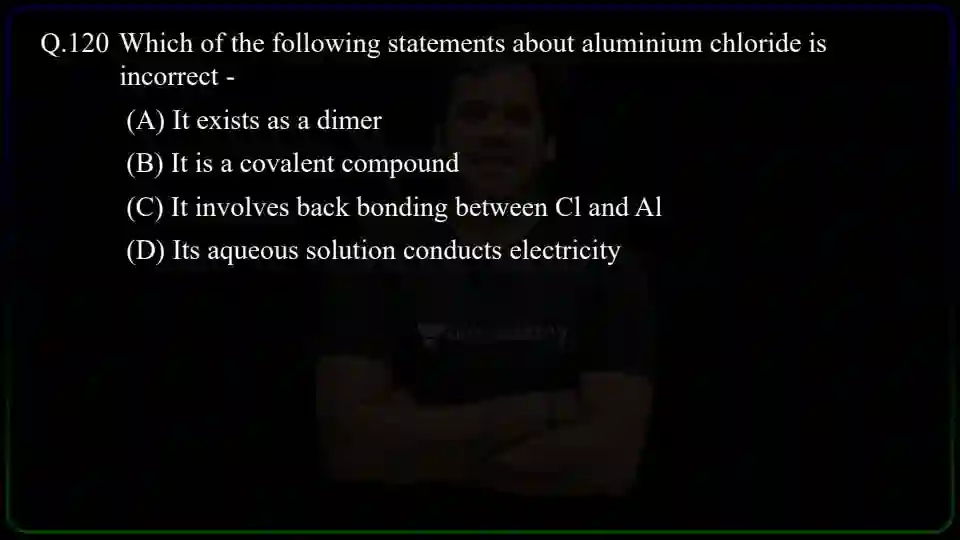 Q.120 Which of the following statements about aluminium chloride is
incorrect -
(A) It exists as a dimer
(B) It is a covalent compound
(C) It involves back bonding between Cl and Al
(D) Its aqueous solution conducts electricity